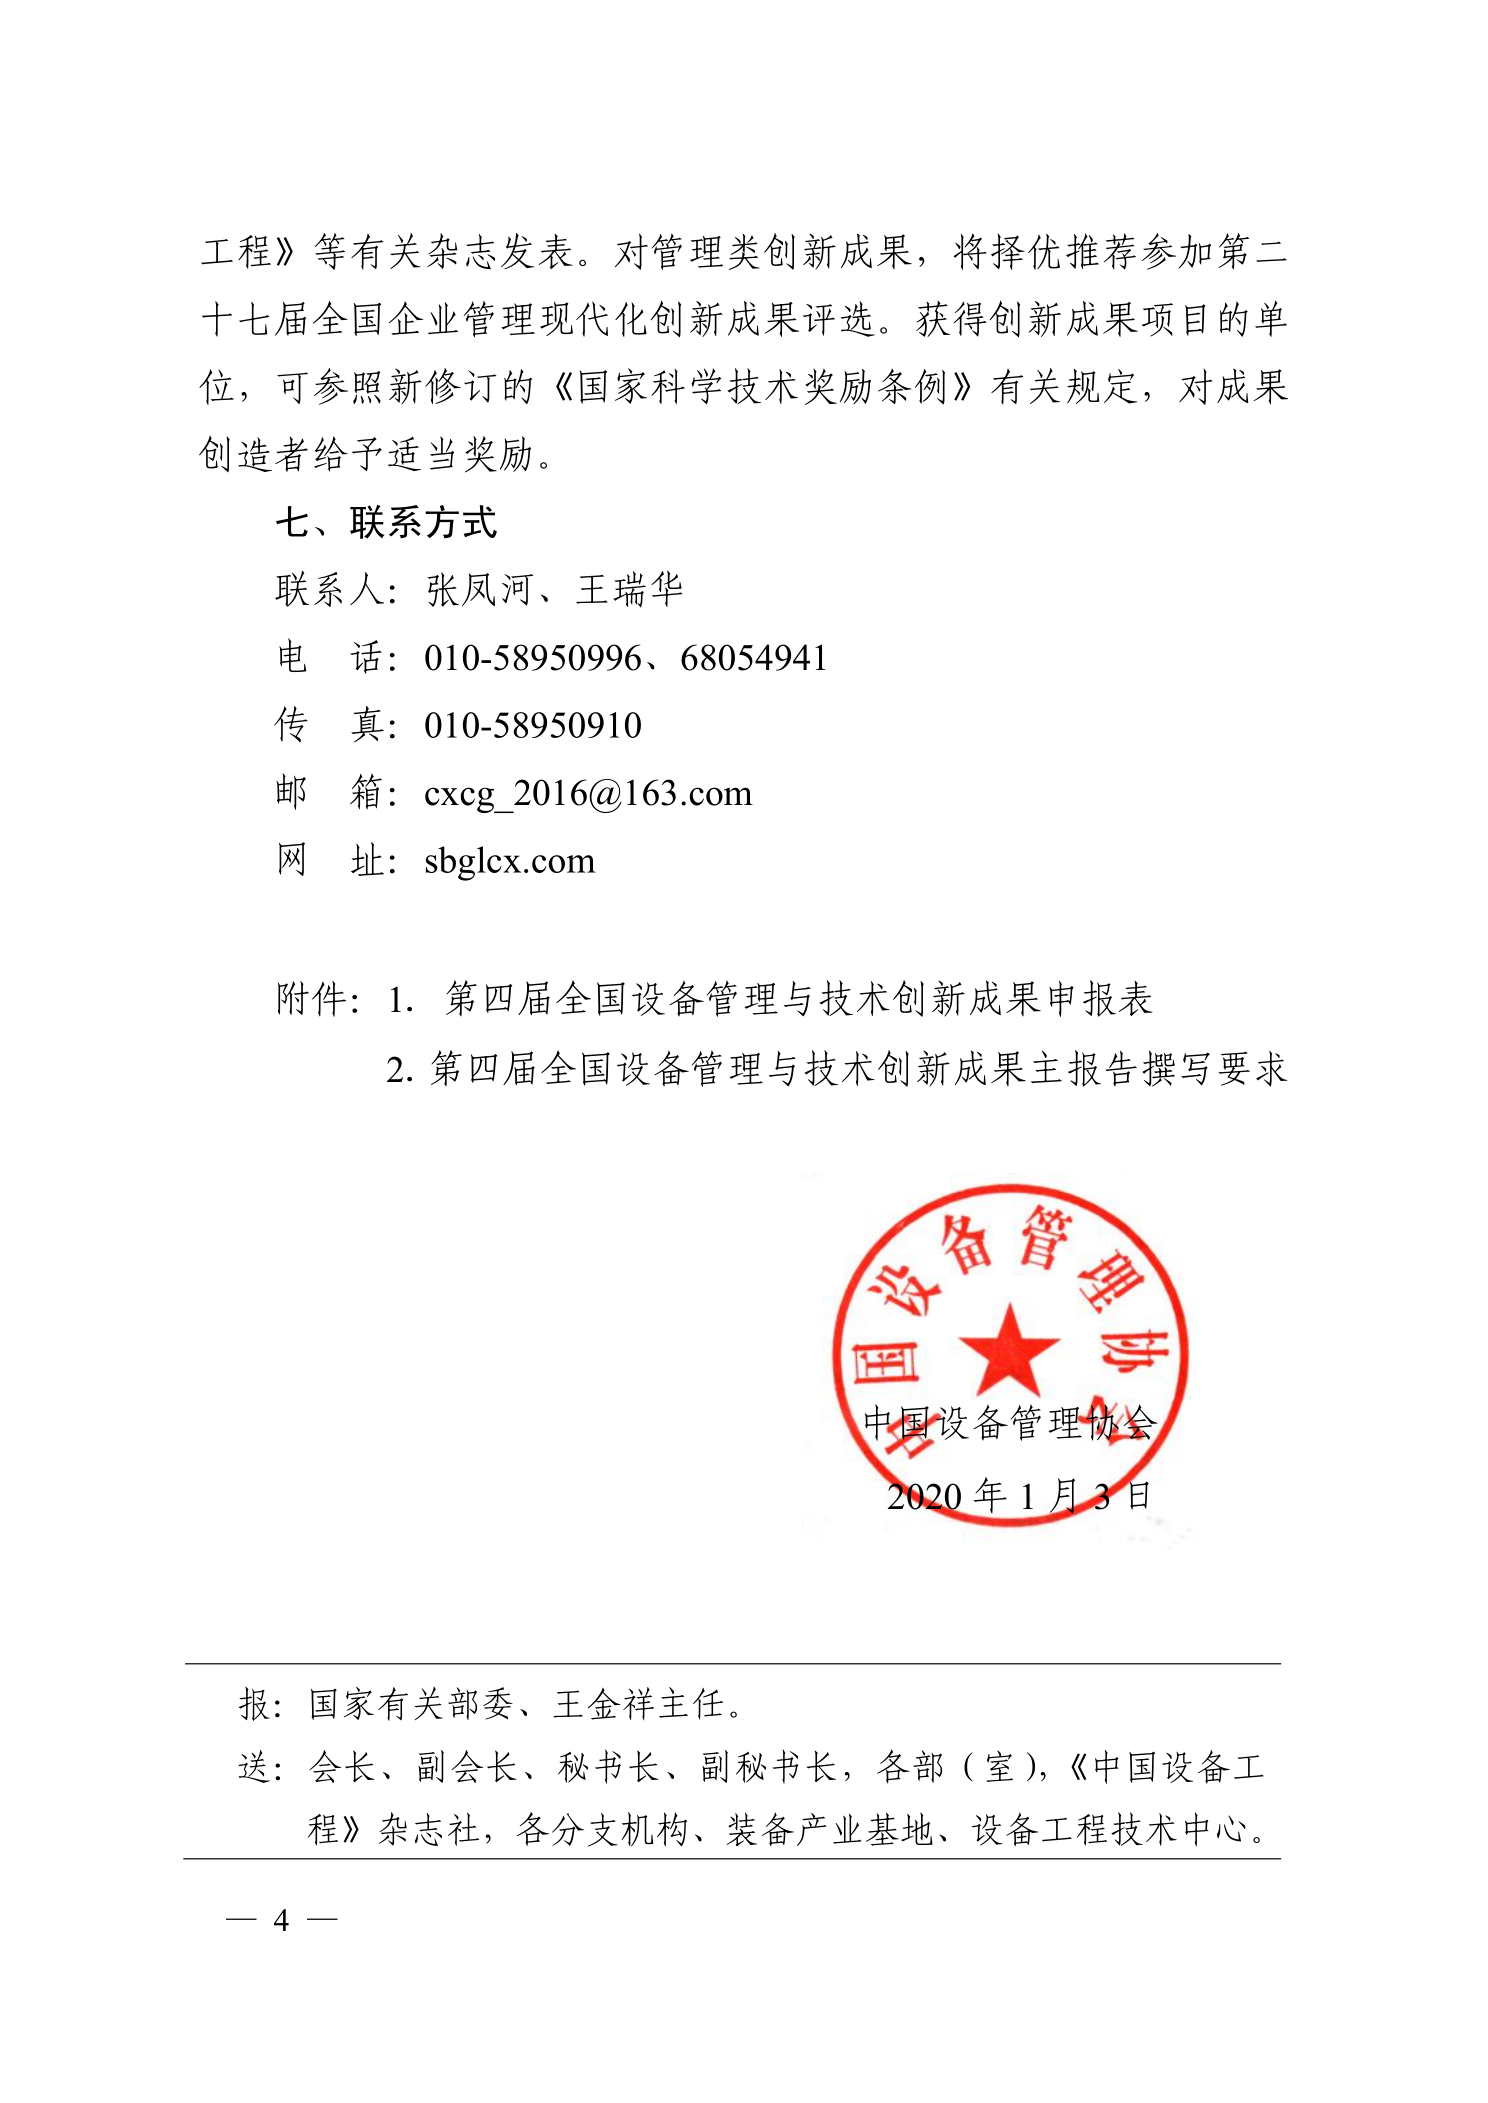 工程》等有关杂志发表。对管理类创新成果，将择优推荐参加第二
十七届全国企业管理现代化创新成果评选。获得创新成果项目的单
位，可参照新修订的《国家科学技术奖励条例》有关规定，对成果
创造者给予适当奖励。
七、联系方式
联系人：张凤河、王瑞华
电　话：010-58950996、68054941
传　真：010-58950910
邮　箱：cxcg_2016@163.com
网　址：sbglcx.com
附件：1. 第四届全国设备管理与技术创新成果申报表
2. 第四届全国设备管理与技术创新成果主报告撰写要求
中国设备管理协会
中国设备管理协会
2020 年 1 月 3 日
报：国家有关部委、王金祥主任。
送：会长、副会长、秘书长、副秘书长，各部（室），《中国设备工
程》杂志社，各分支机构、装备产业基地、设备工程技术中心。
— 4 —